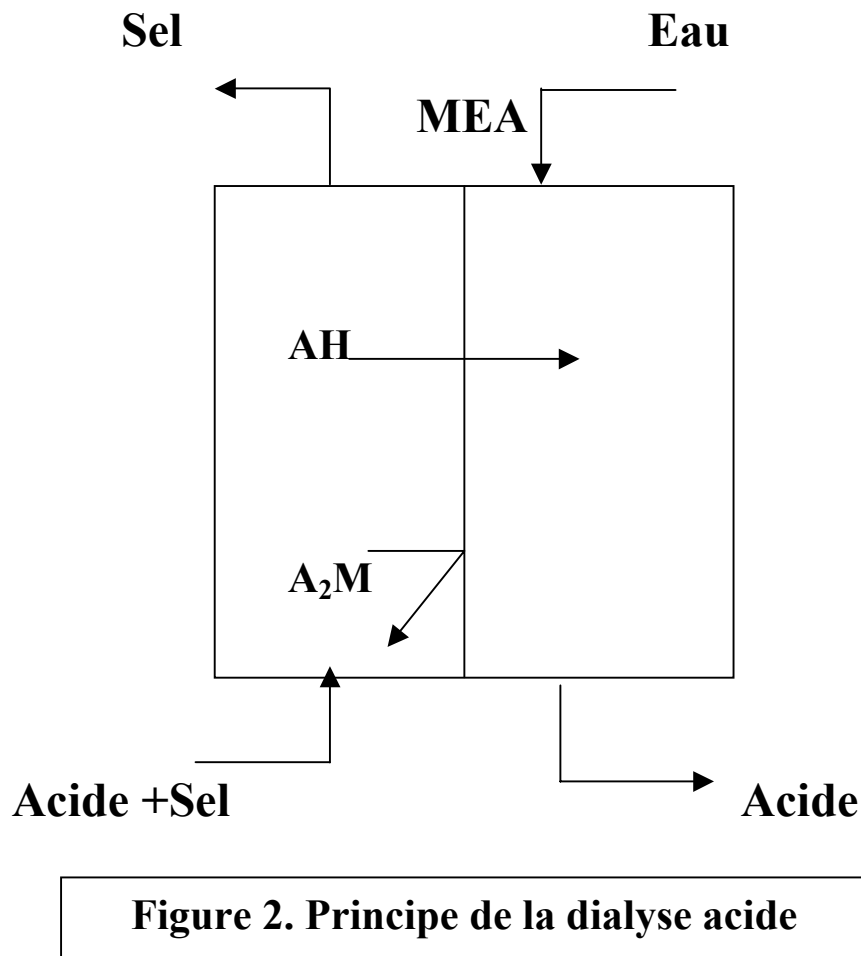 Sel
Eau
MEA
AH
A₂M
Acide +Sel
Acide
Figure 2. Principe de la dialyse acide